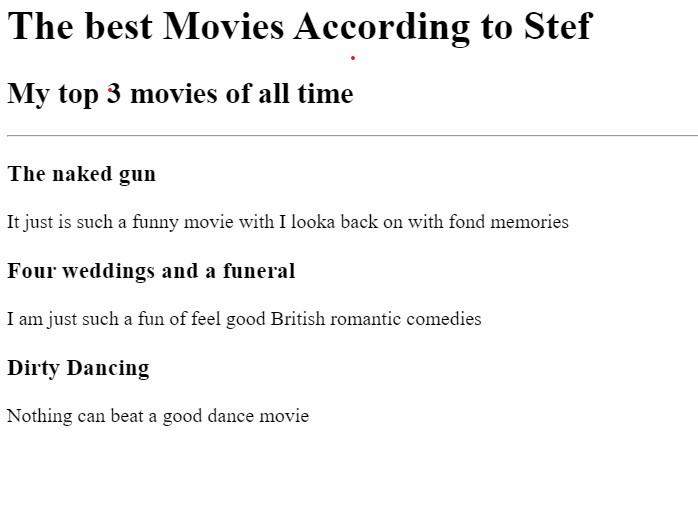 The best Movies According to Stef
My top 3 movies of all time
The naked gun
It just is such a funny movie with I looka back on with fond memories
Four weddings and a funeral
I am just such a fun of feel good British romantic comedies
Dirty Dancing
Nothing can beat a good dance movie